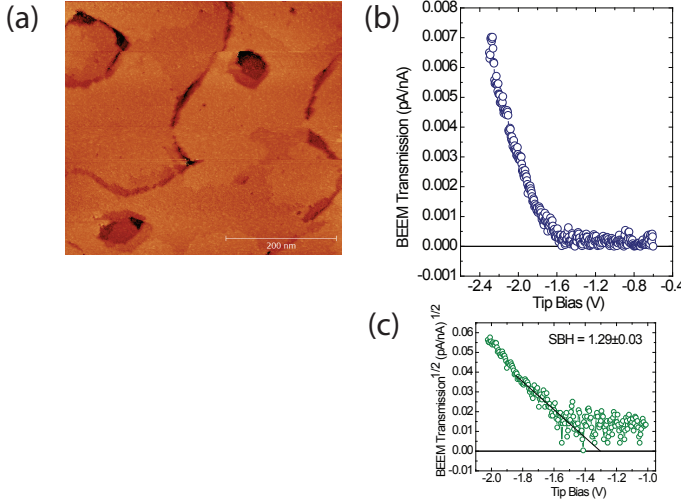 (a)
200 nm
(b)
BEEM Transmission (pA/nA)
0.008
0.007
0.006
0.005
0.004
0.003
0.002
0.001
0.000
-0.001
-2.4 -2.0 -1.6 -1.2 -0.8 -0.4
Tip Bias (V)
(c)
BEEM Transmission^1/2 (pA/nA)^1/2
SBH = 1.29±0.03
0.06
0.05
0.04
0.03
0.02
0.01
0.00
0.01
-2.0 -1.8 -1.6 -1.4 -1.2 -1.0
Tip Bias (V)